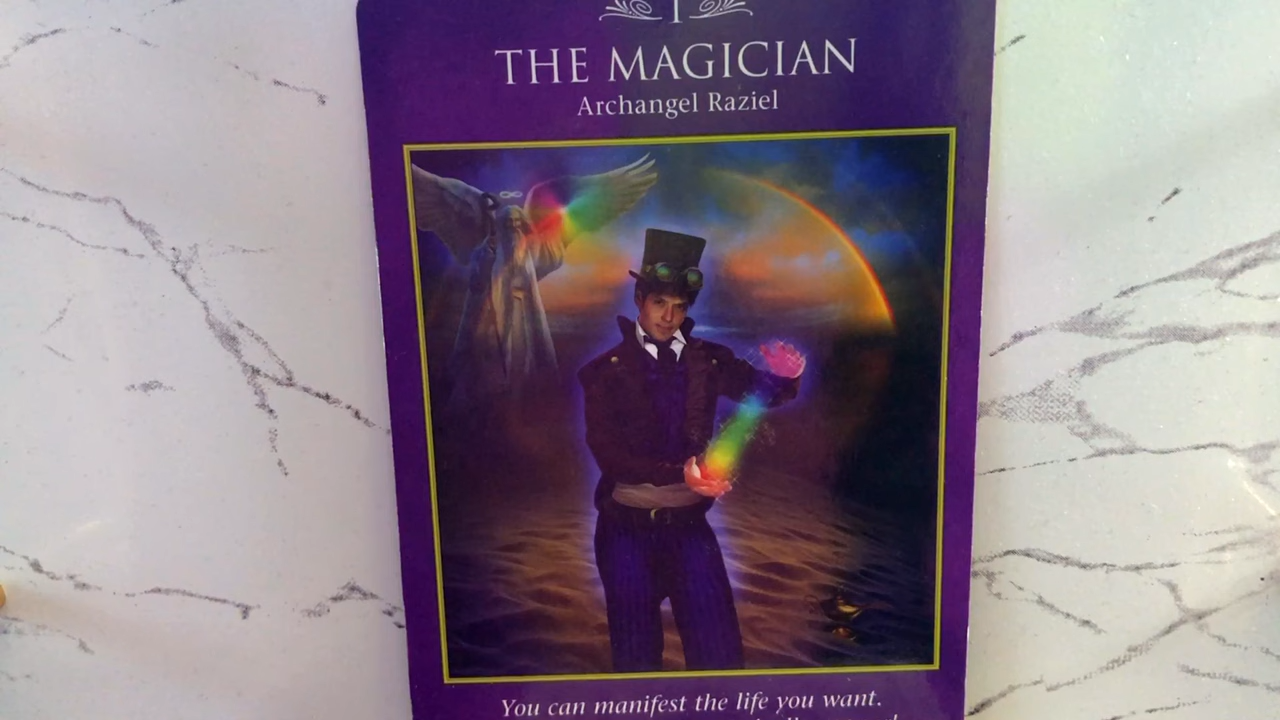 I
THE MAGICIAN
Archangel Raziel
You can manifest the life you want.